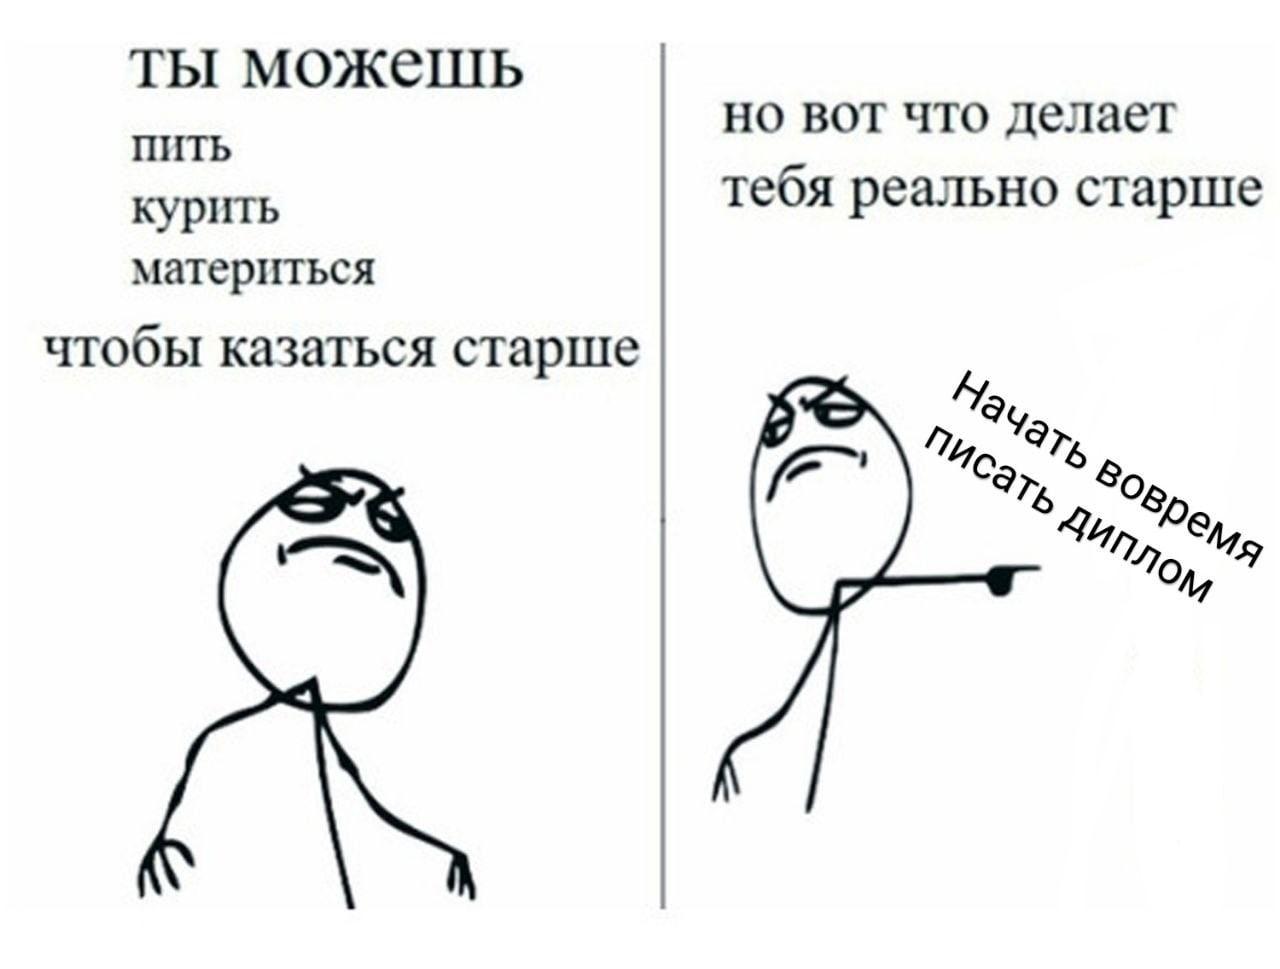 ты можешь
пить
курить
материться
чтобы казаться старше
но вот что делает
тебя реально старше
Начать вовремя
писать диплом